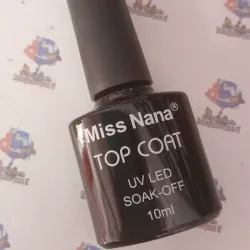 Miss Nana®
TOP COAT
UV LED
SOAK-OFF
10ml